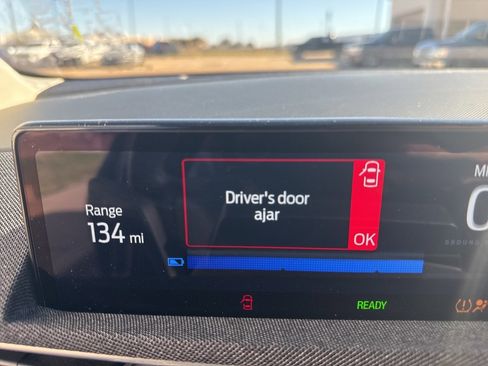 Driver's door
ajar
OK
Range
134 mi
READY